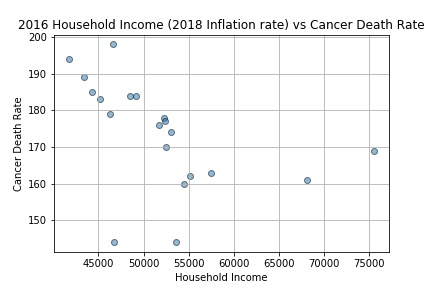 2016 Household Income (2018 Inflation rate) vs Cancer Death Rate
200
190
180
170
160
150
Cancer Death Rate
45000 50000 55000 60000 65000 70000 75000
Household Income